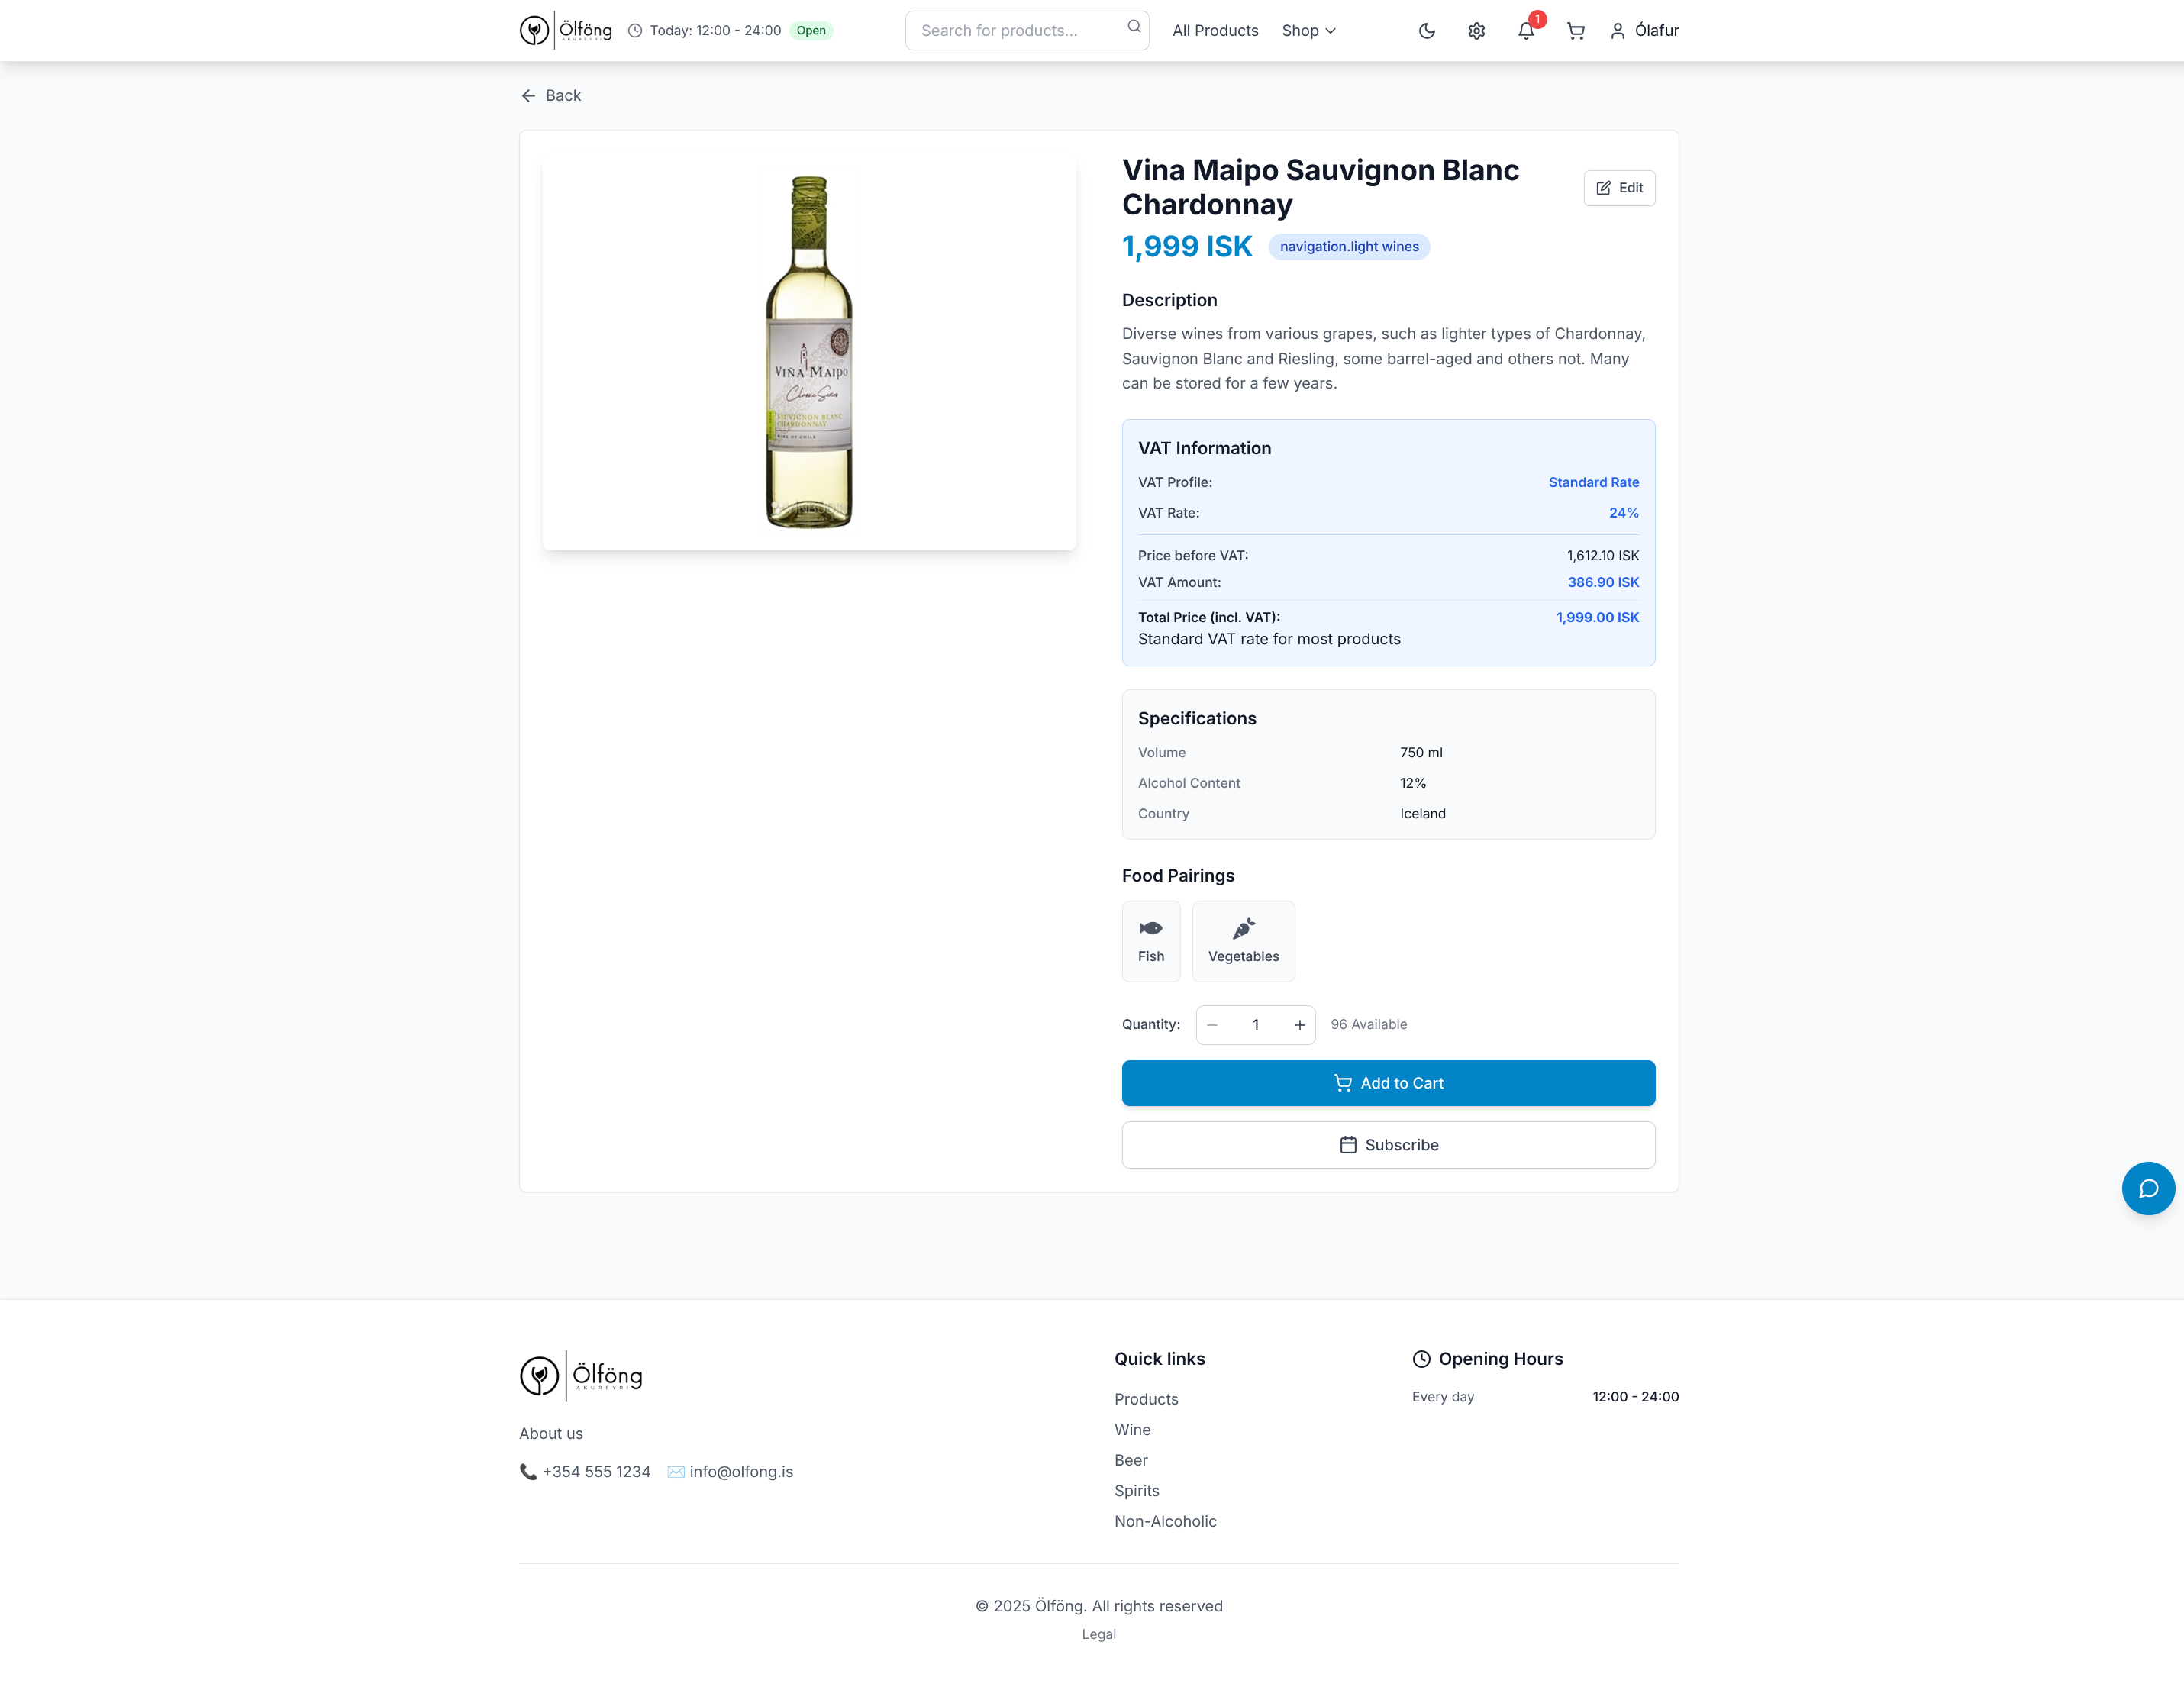 Ölföng
Today: 12:00 - 24:00
Open
Search for products...
All Products
Shop
1
Ólafur
Back
VIÑA MAIPO
SAUVIGNON BLANC
CHARDONNAY
Vina Maipo Sauvignon Blanc
Chardonnay
Edit
1,999 ISK
navigation.light wines
Description
Diverse wines from various grapes, such as lighter types of Chardonnay,
Sauvignon Blanc and Riesling, some barrel-aged and others not. Many
can be stored for a few years.
VAT Information
VAT Profile: Standard Rate
VAT Rate: 24%
Price before VAT: 1,612.10 ISK
VAT Amount: 386.90 ISK
Total Price (incl. VAT): 1,999.00 ISK
Standard VAT rate for most products
Specifications
Volume 750 ml
Alcohol Content 12%
Country Iceland
Food Pairings
Fish
Vegetables
Quantity: 1 96 Available
Add to Cart
Subscribe
Ölföng
AKUREYRI
About us
+354 555 1234 info@olfong.is
Quick links
Products
Wine
Beer
Spirits
Non-Alcoholic
Opening Hours
Every day 12:00 - 24:00
© 2025 Ölföng. All rights reserved
Legal